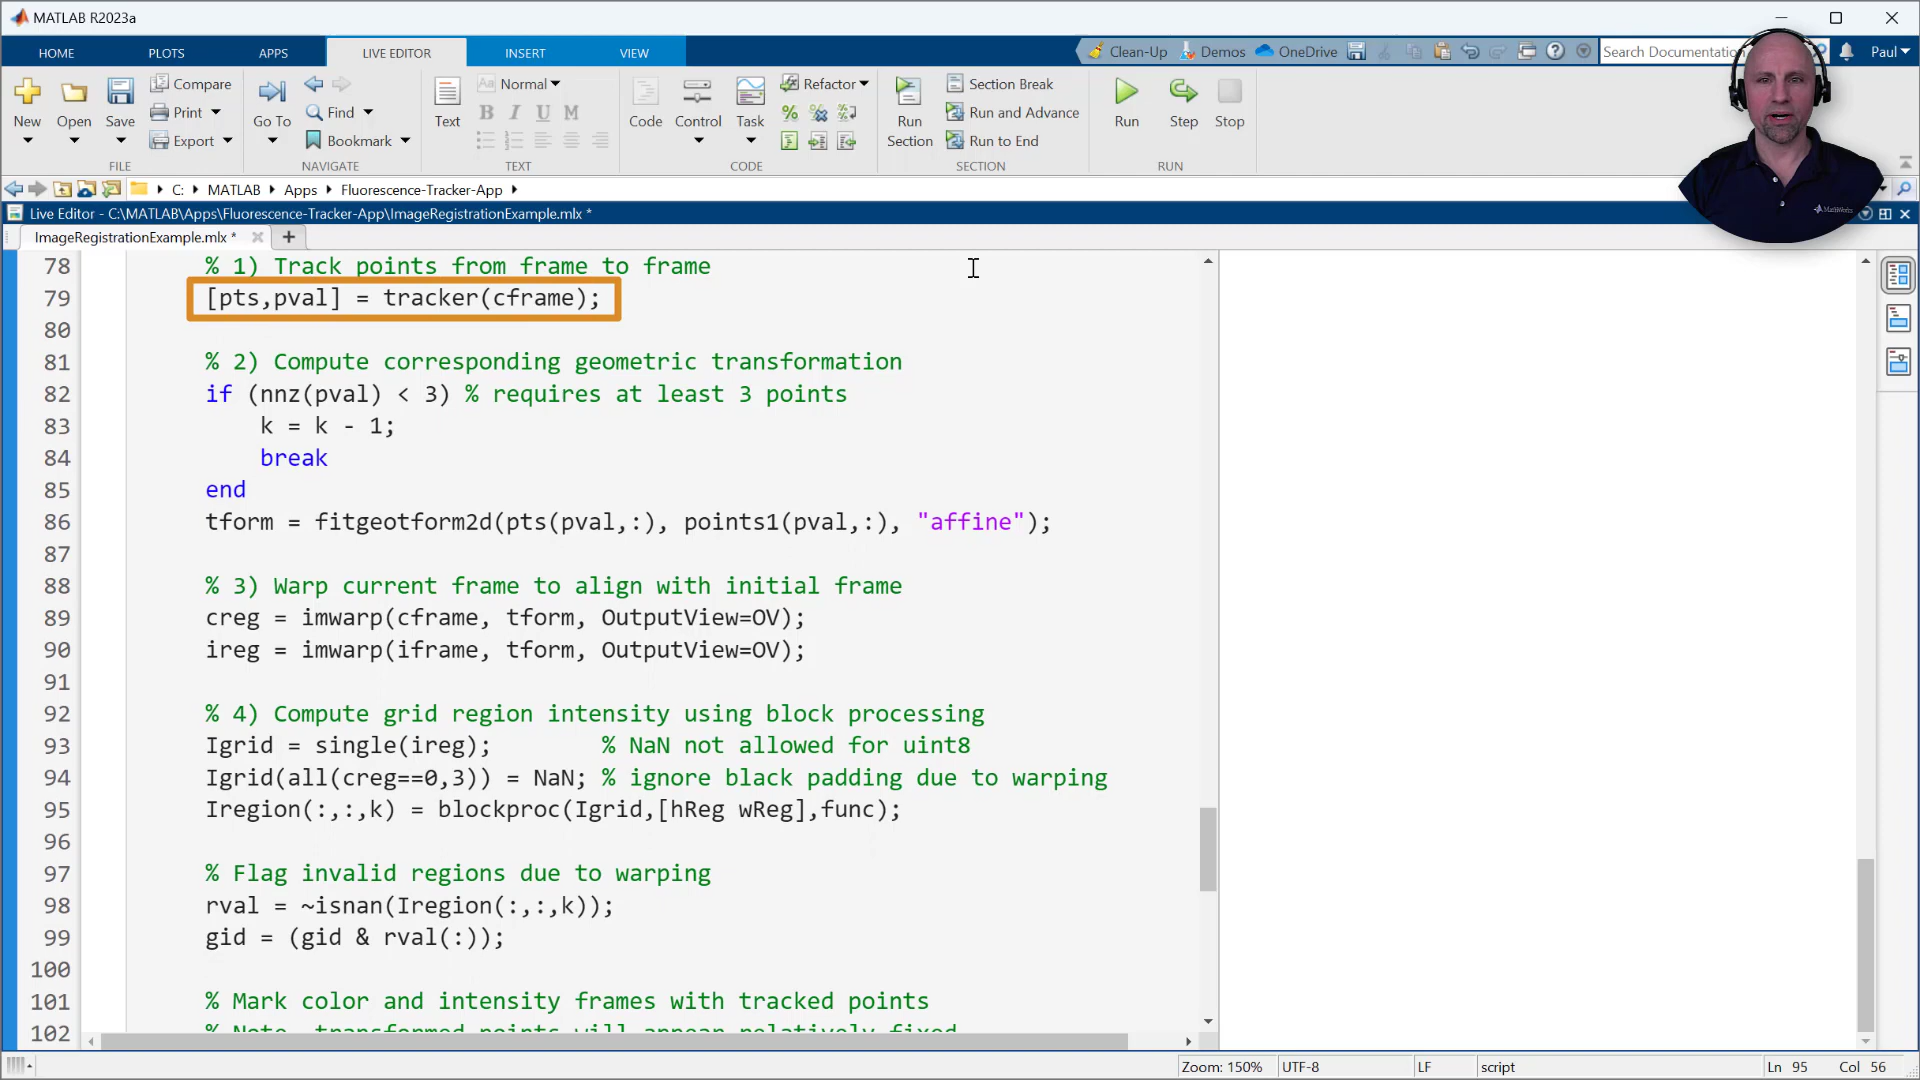 MATLAB R2023a
HOME PLOTS APPS LIVE EDITOR INSERT VIEW Clean-Up Demos OneDrive Search Documentation Paul
New Open Save Compare Print Export Go To Find Bookmark Text Normal B I U M Code Control Task Refactor Run Section Section Break Run and Advance Run to End Run Step Stop
FILE NAVIGATE TEXT CODE SECTION RUN
C: MATLAB Apps Fluorescence-Tracker-App
Live Editor - C:\MATLAB\Apps\Fluorescence-Tracker-App\ImageRegistrationExample.mlx *
ImageRegistrationExample.mlx *
MathWorks
78 % 1) Track points from frame to frame
79 [pts,pval] = tracker(cframe);
80
81 % 2) Compute corresponding geometric transformation
82 if (nnz(pval) < 3) % requires at least 3 points
83 k = k - 1;
84 break
85 end
86 tform = fitgeotform2d(pts(pval,:), points1(pval,:), "affine");
87
88 % 3) Warp current frame to align with initial frame
89 creg = imwarp(cframe, tform, OutputView=OV);
90 ireg = imwarp(iframe, tform, OutputView=OV);
91
92 % 4) Compute grid region intensity using block processing
93 Igrid = single(ireg); % NaN not allowed for uint8
94 Igrid(all(creg==0,3)) = NaN; % ignore black padding due to warping
95 Iregion(:,:,k) = blockproc(Igrid,[hReg wReg],func);
96
97 % Flag invalid regions due to warping
98 rval = ~isnan(Iregion(:,:,k));
99 gid = (gid & rval(:));
100
101 % Mark color and intensity frames with tracked points
102 % Note, transformed points will appear relatively fixed
Zoom: 150% UTF-8 LF script Ln 95 Col 56